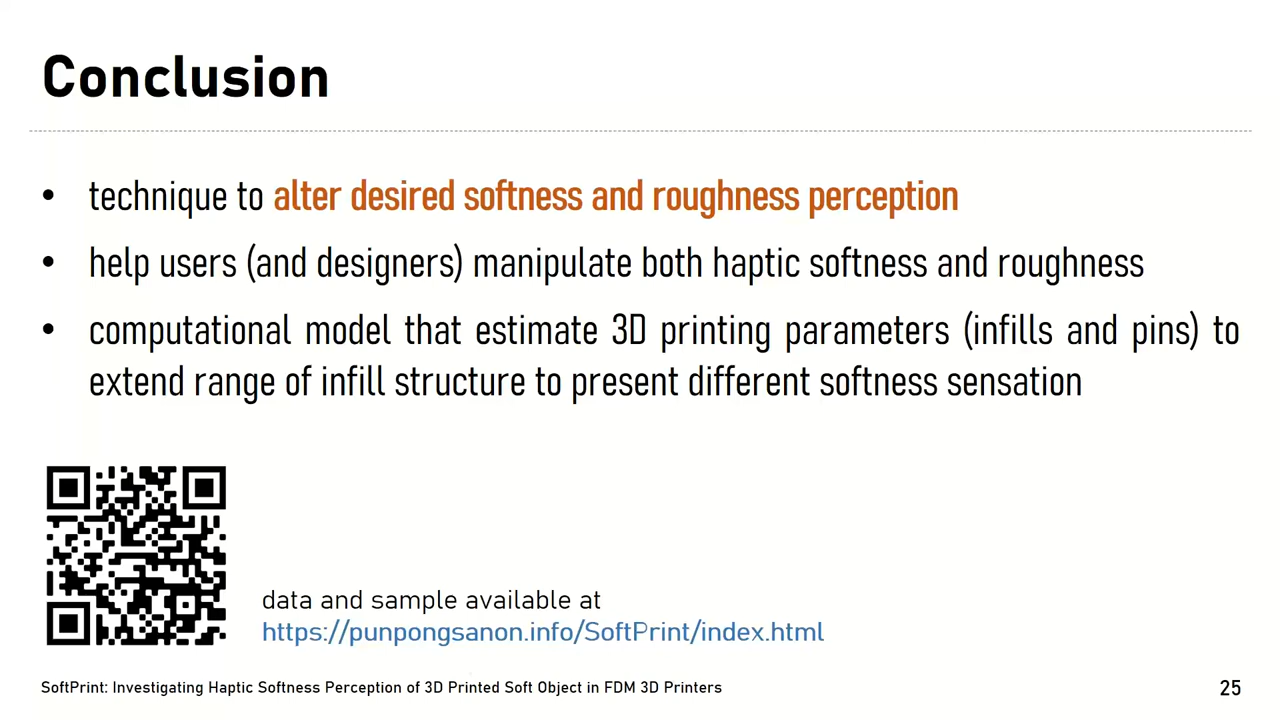 Conclusion
• technique to alter desired softness and roughness perception
• help users (and designers) manipulate both haptic softness and roughness
• computational model that estimate 3D printing parameters (infills and pins) to
extend range of infill structure to present different softness sensation
data and sample available at
https://punpongsanon.info/SoftPrint/index.html
SoftPrint: Investigating Haptic Softness Perception of 3D Printed Soft Object in FDM 3D Printers
25